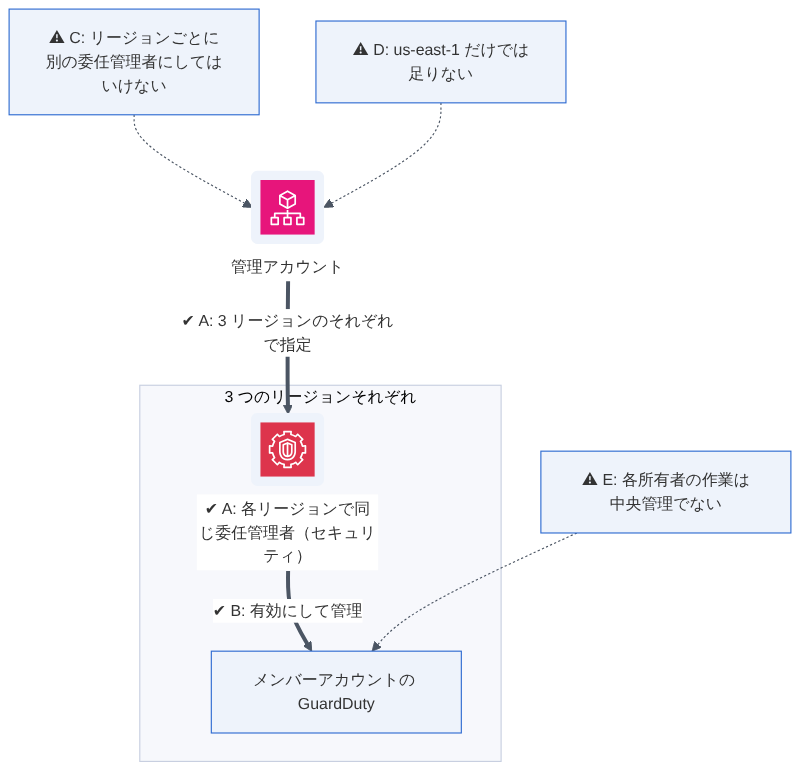 ⚠ C: リージョンごとに
別の委任管理者にしては
いけない
⚠ D: us-east-1 だけでは
足りない
管理アカウント
✔ A: 3 リージョンのそれぞれ
で指定
3 つのリージョンそれぞれ
✔ A: 各リージョンで同
じ委任管理者（セキュリ
ティ）
⚠ E: 各所有者の作業は
中央管理でない
✔ B: 有効にして管理
メンバーアカウントの
GuardDuty